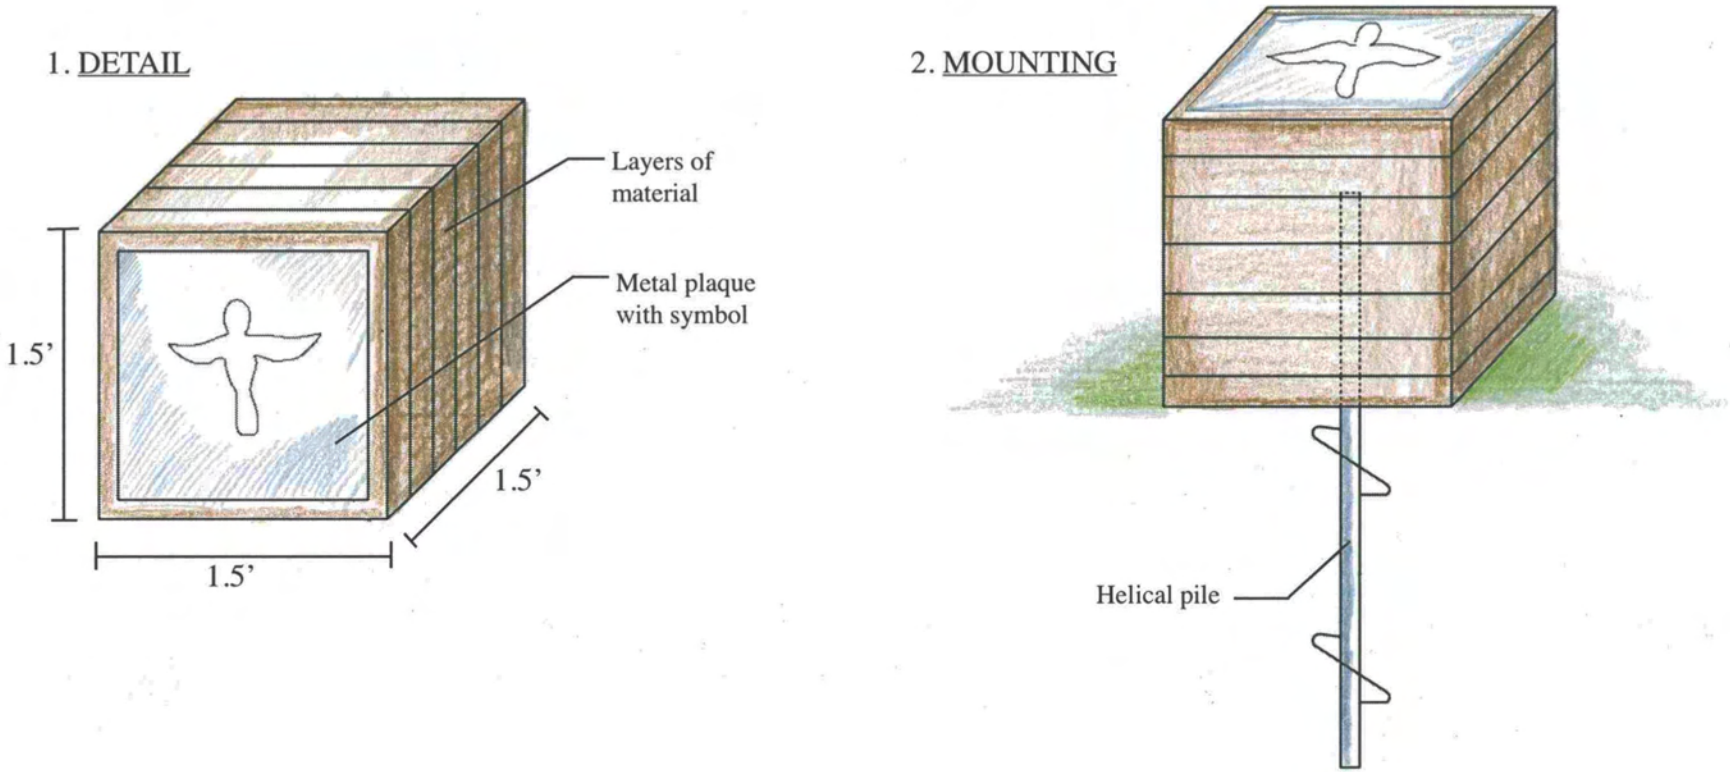 1. DETAIL
Layers of
material
Metal plaque
with symbol
1.5’
1.5’
1.5’
2. MOUNTING
Helical pile